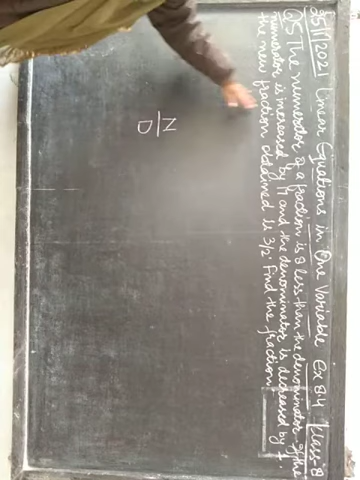 25/1/2021 Linear Equations in One Variable Ex 8.4 Class-8
Q5 The numerator of a fraction is 8 less than the denominator. If the
numerator is increased by 17 and the denominator is decreased by 1.
the new fraction obtained is 3/2. Find the fraction
N/D